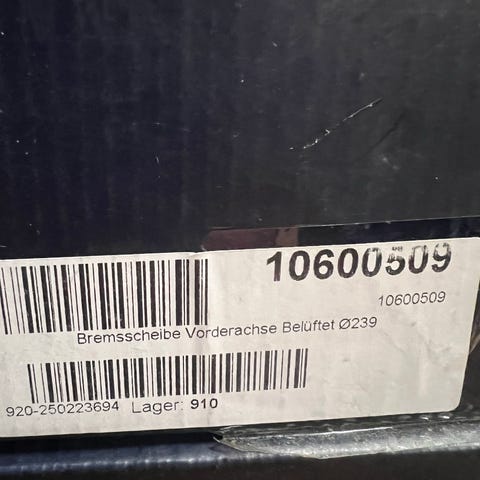 10600509
10600509
Bremsscheibe Vorderachse Belüftet Ø239
920-250223694 Lager: 910